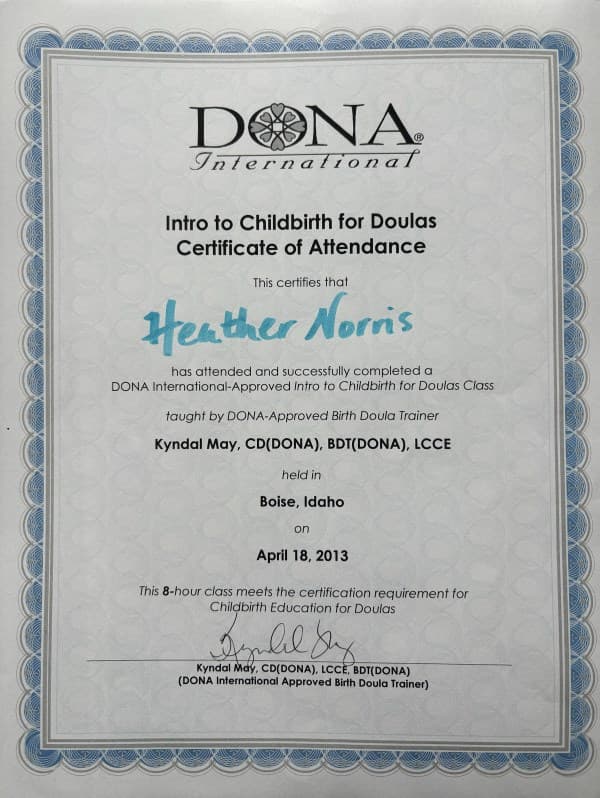 DONA®
International
Intro to Childbirth for Doulas
Certificate of Attendance
This certifies that
Heather Norris
has attended and successfully completed a
DONA International-Approved Intro to Childbirth for Doulas Class
taught by DONA-Approved Birth Doula Trainer
Kyndal May, CD(DONA), BDT(DONA), LCCE
held in
Boise, Idaho
on
April 18, 2013
This 8-hour class meets the certification requirement for
Childbirth Education for Doulas
Kyndal May
Kyndal May, CD(DONA), LCCE, BDT(DONA)
(DONA International Approved Birth Doula Trainer)